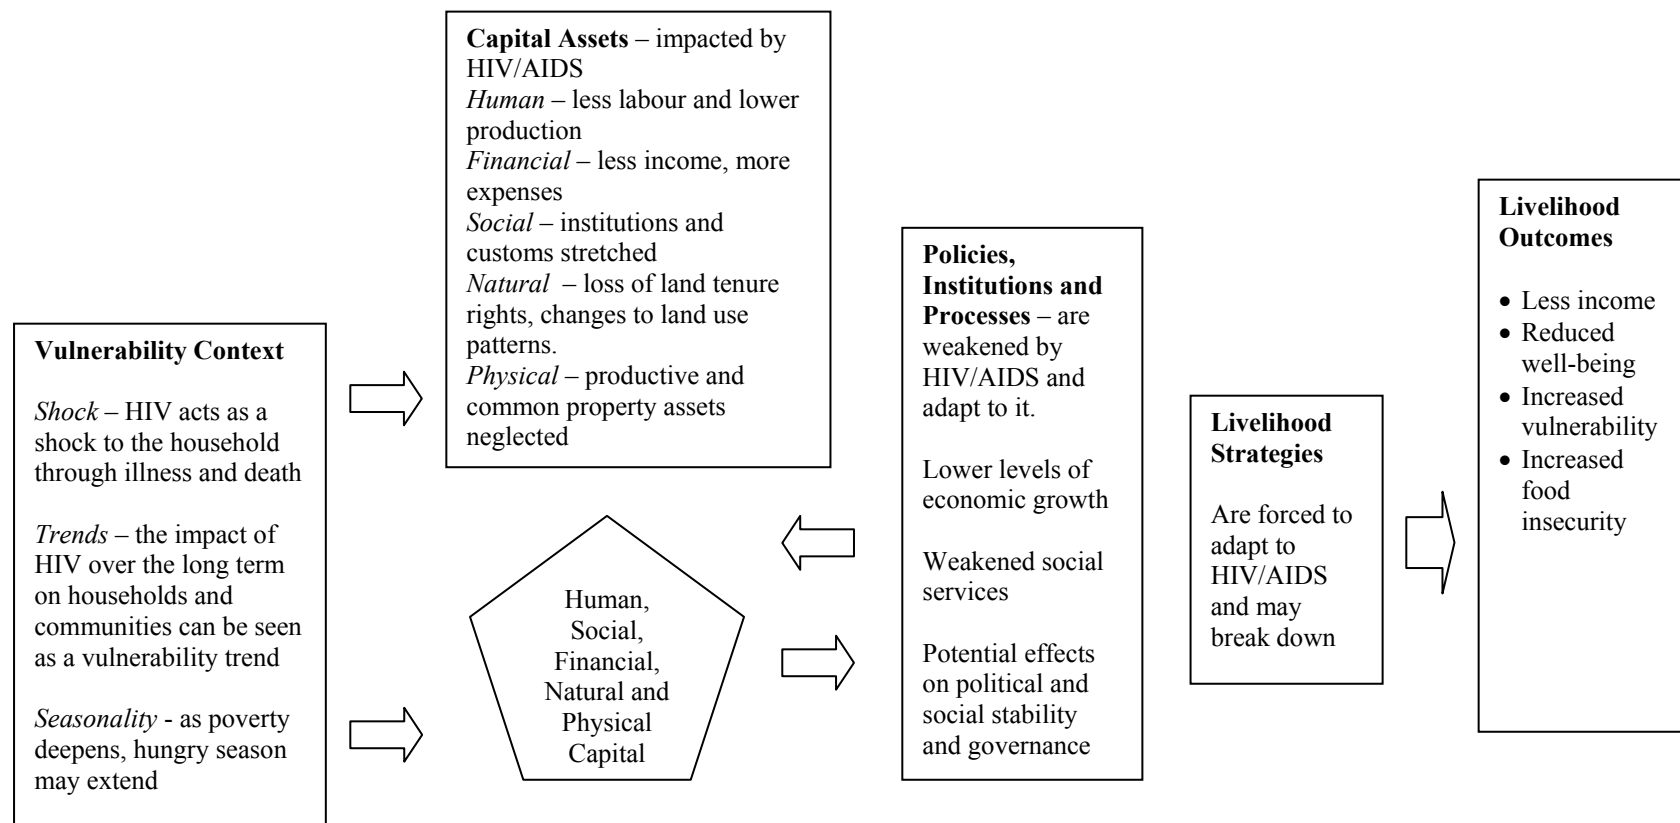 Vulnerability Context
Shock – HIV acts as a
shock to the household
through illness and death
Trends – the impact of
HIV over the long term
on households and
communities can be seen
as a vulnerability trend
Seasonality - as poverty
deepens, hungry season
may extend
Capital Assets – impacted by
HIV/AIDS
Human – less labour and lower
production
Financial – less income, more
expenses
Social – institutions and
customs stretched
Natural – loss of land tenure
rights, changes to land use
patterns.
Physical – productive and
common property assets
neglected
Human,
Social,
Financial,
Natural and
Physical
Capital
Policies,
Institutions and
Processes – are
weakened by
HIV/AIDS and
adapt to it.
Lower levels of
economic growth
Weakened social
services
Potential effects
on political and
social stability
and governance
Livelihood
Strategies
Are forced to
adapt to
HIV/AIDS
and may
break down
Livelihood
Outcomes
• Less income
• Reduced
well-being
• Increased
vulnerability
• Increased
food
insecurity